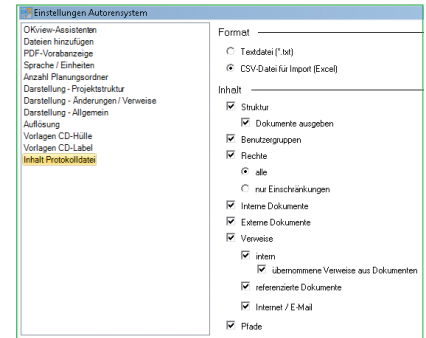 Einstellungen Autorensystem
OKview-Assistenten
Dateien hinzufügen
PDF-Vorabanzeige
Sprache / Einheiten
Anzahl Planungsordner
Darstellung - Projektstruktur
Darstellung - Änderungen / Verweise
Darstellung - Allgemein
Auflösung
Vorlagen CD-Hülle
Vorlagen CD-Label
Inhalt Protokolldatei
Format
Textdatei (*.txt)
CSV-Datei für Import (Excel)
Inhalt
Struktur
Dokumente ausgeben
Benutzergruppen
Rechte
alle
nur Einschränkungen
Interne Dokumente
Externe Dokumente
Verweise
intern
übernommene Verweise aus Dokumenten
referenzierte Dokumente
Internet / E-Mail
Pfade